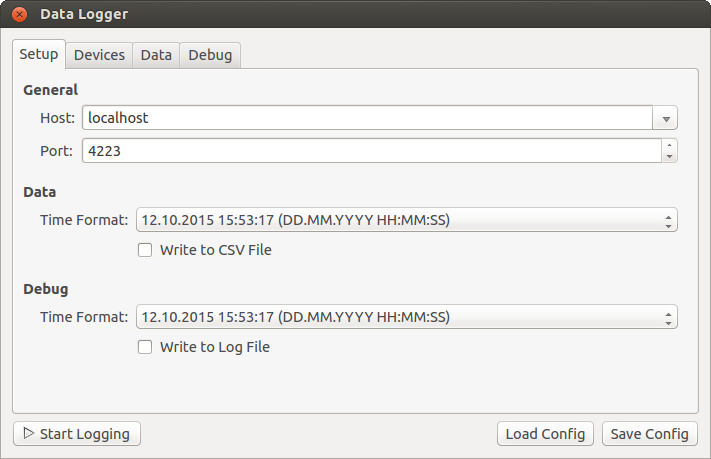 Data Logger
Setup Devices Data Debug
General
Host: localhost
Port: 4223
Data
Time Format: 12.10.2015 15:53:17 (DD.MM.YYYY HH:MM:SS)
Write to CSV File
Debug
Time Format: 12.10.2015 15:53:17 (DD.MM.YYYY HH:MM:SS)
Write to Log File
Start Logging Load Config Save Config